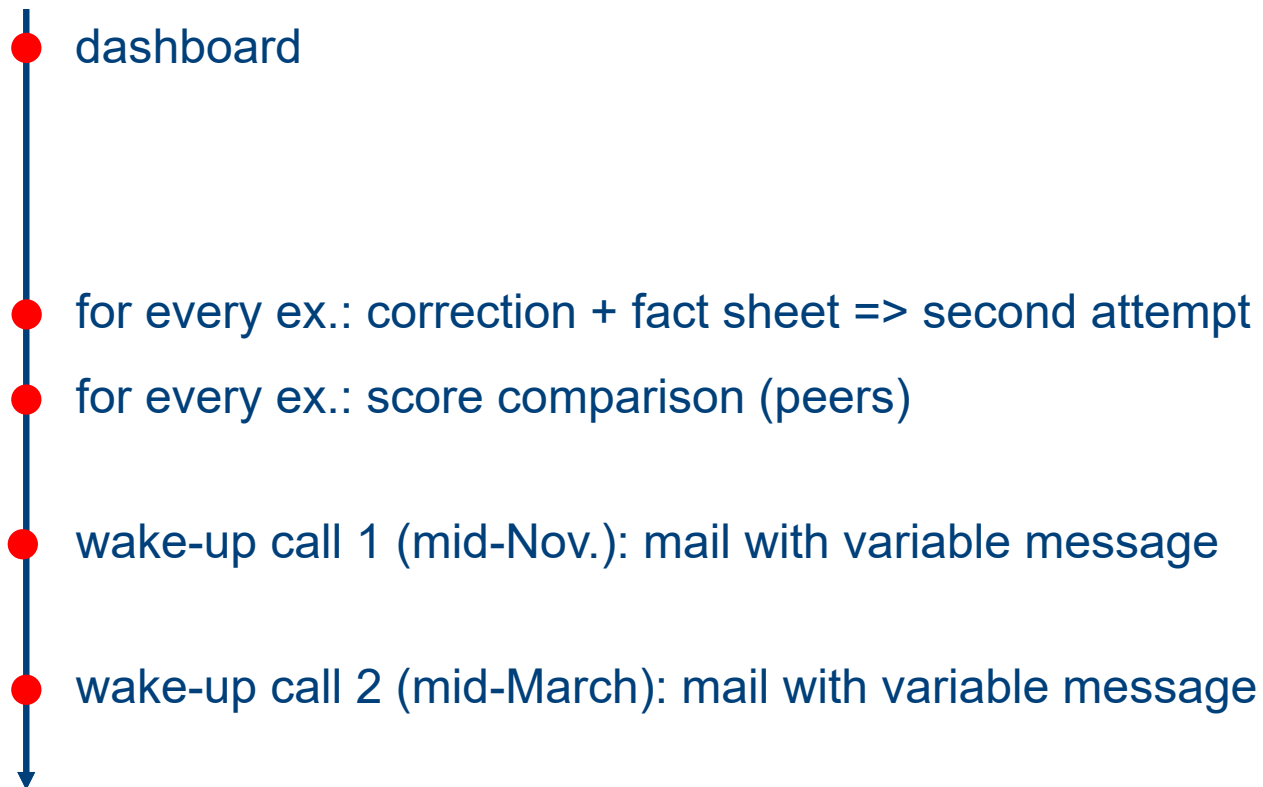 dashboard
for every ex.: correction + fact sheet => second attempt
for every ex.: score comparison (peers)
wake-up call 1 (mid-Nov.): mail with variable message
wake-up call 2 (mid-March): mail with variable message